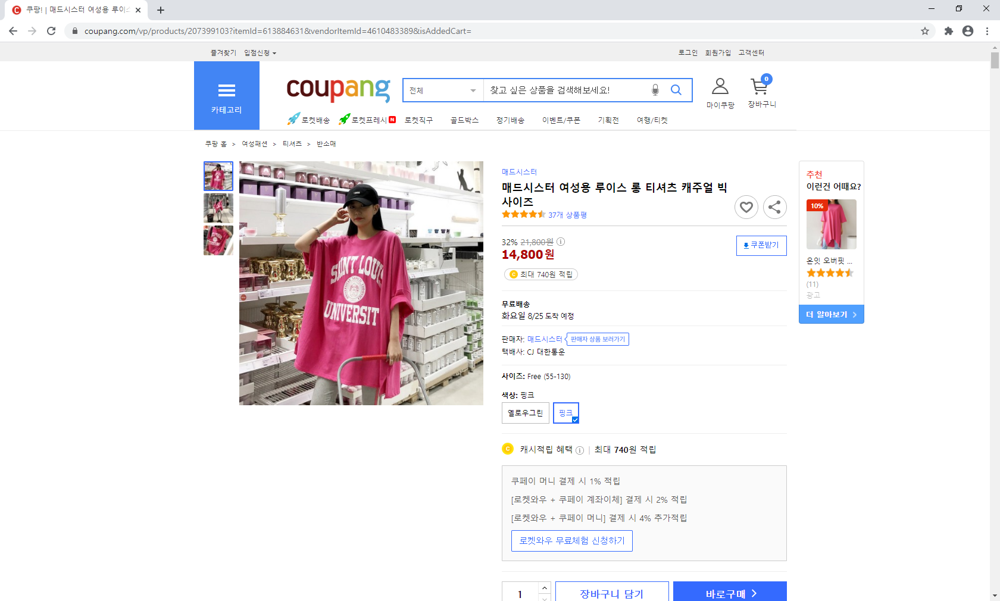 쿠팡! | 매드시스터 여성용 루이스
coupang.com/vp/products/207399103?itemId=613884631&vendorItemId=4610483389&isAddedCart=
즐겨찾기 입점신청
로그인 회원가입 고객센터
카테고리
coupang
전체
찾고 싶은 상품을 검색해보세요!
마이쿠팡
0
장바구니
로켓배송 로켓프레시 N 로켓직구 골드박스 정기배송 이벤트/쿠폰 기획전 여행/티켓
쿠팡 홈 > 여성패션 > 티셔츠 > 반소매
SAINT LOUIS
UNIVERSIT
매드시스터
매드시스터 여성용 루이스 롱 티셔츠 캐주얼 빅
사이즈
37개 상품평
32% 21,800원
14,800원
쿠폰받기
최대 740원 적립
무료배송
화요일 8/25 도착 예정
판매자: 매드시스터 판매자 상품 보러가기
택배사: CJ 대한통운
사이즈: Free (55-130)
색상: 핑크
옐로우그린 핑크
캐시적립 혜택 | 최대 740원 적립
쿠페이 머니 결제 시 1% 적립
[로켓와우 + 쿠페이 계좌이체] 결제 시 2% 적립
[로켓와우 + 쿠페이 머니] 결제 시 4% 추가적립
로켓와우 무료체험 신청하기
1 장바구니 담기 바로구매
추천
이런건 어때요?
10%
온잇 오버핏 ...
(11)
광고
더 알아보기